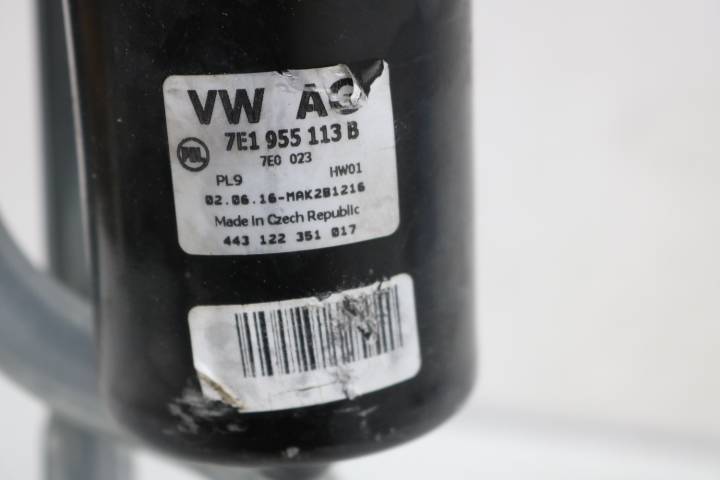 VW AG
7E1 955 113 B
7E0 023
PL9 HW01
02.06.16-MAK2B1216
Made in Czech Republic
443 122 351 017